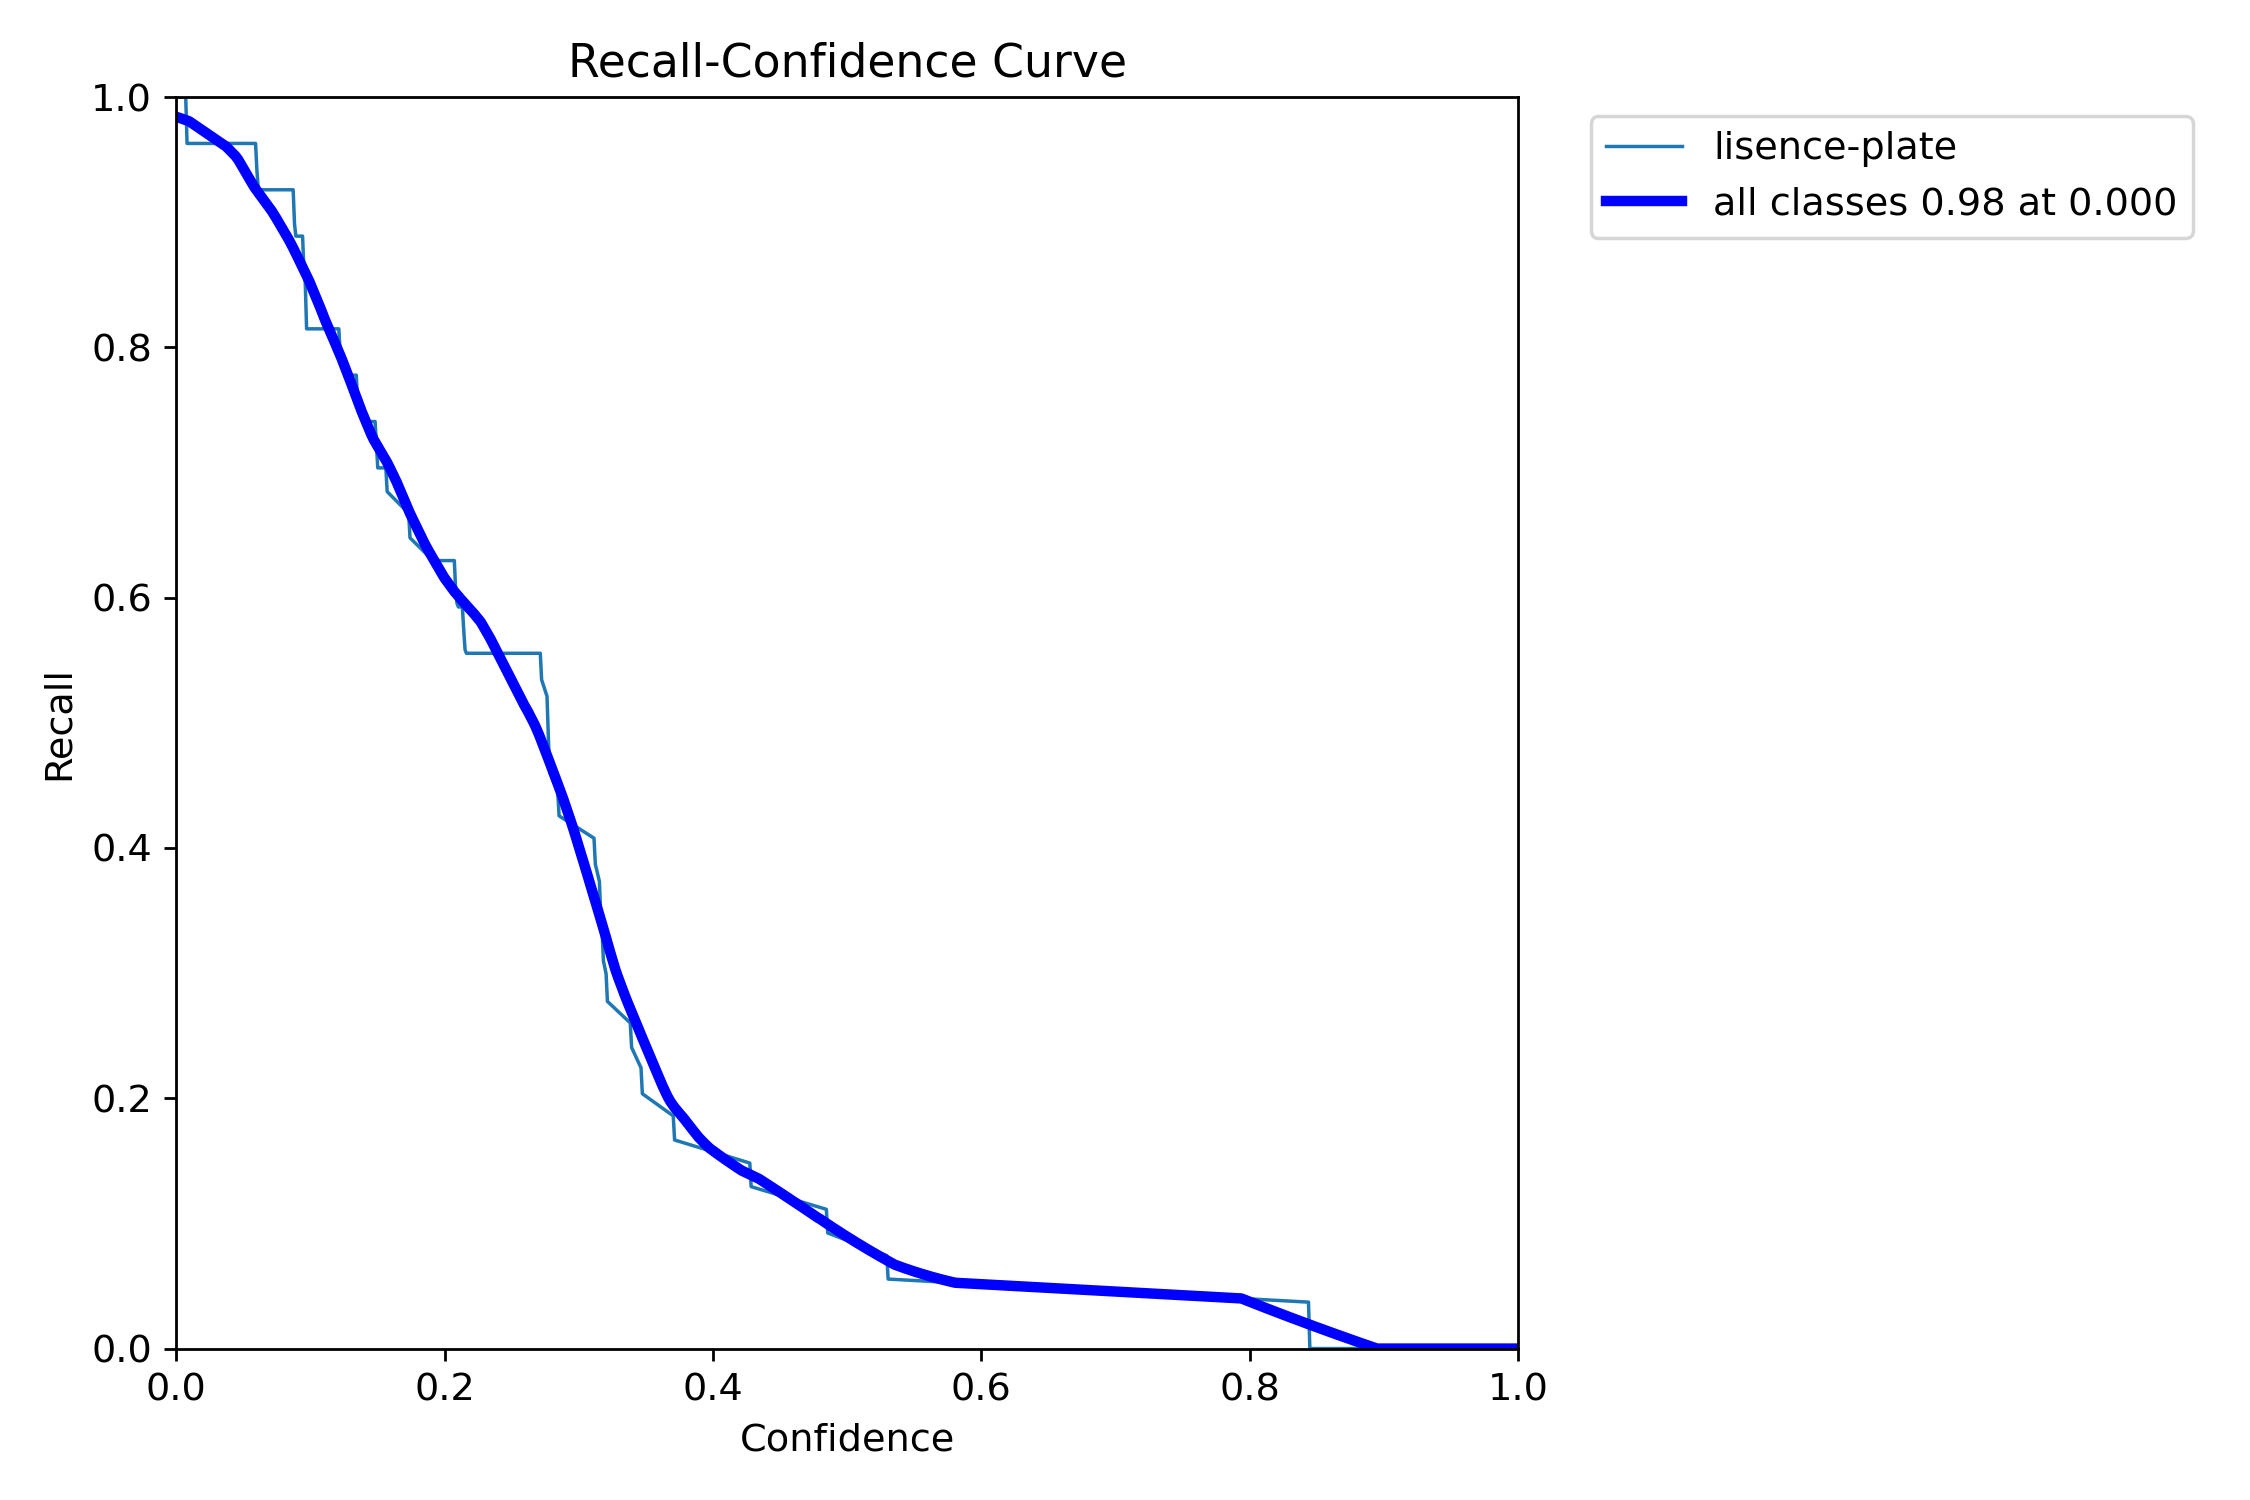 Recall-Confidence Curve
lisence-plate
all classes 0.98 at 0.000
1.0
0.8
0.6
0.4
0.2
0.0
Recall
0.0 0.2 0.4 0.6 0.8 1.0
Confidence